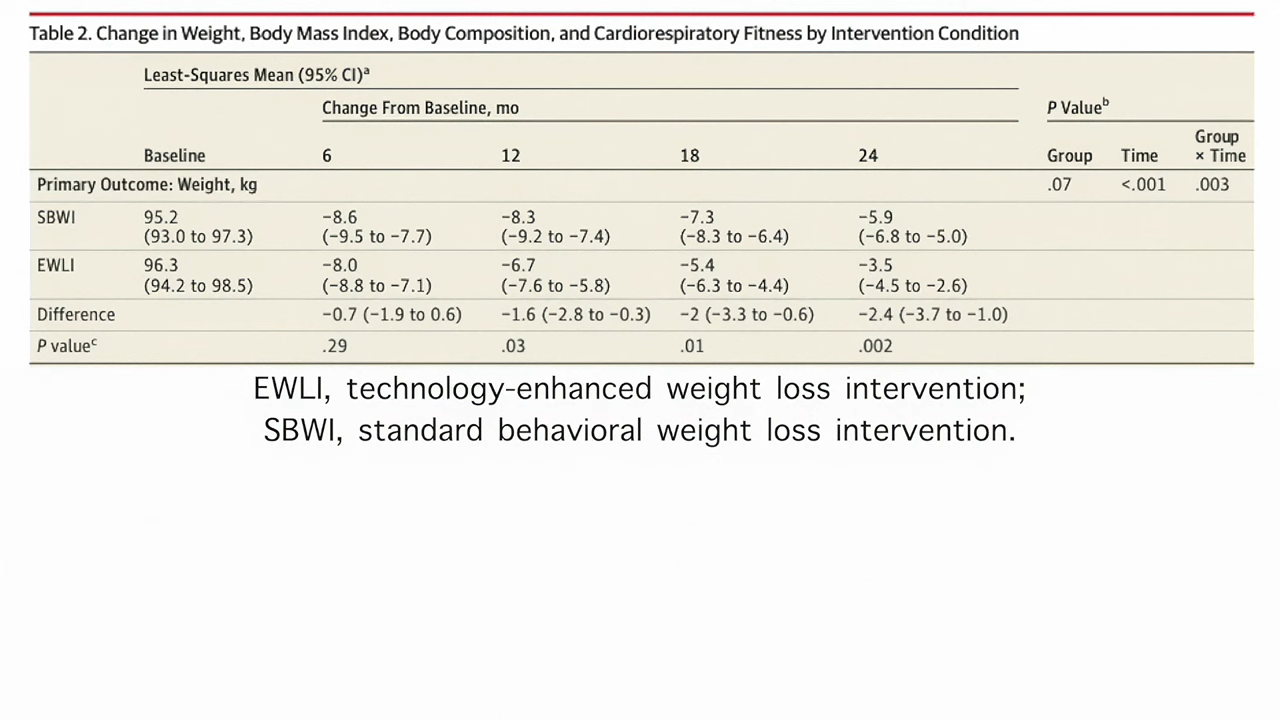 Table 2. Change in Weight, Body Mass Index, Body Composition, and Cardiorespiratory Fitness by Intervention Condition
Least-Squares Mean (95% CI)ᵃ
Change From Baseline, mo P Valueᵇ
Baseline 6 12 18 24 Group Time Group × Time
Primary Outcome: Weight, kg .07 <.001 .003
SBWI 95.2 −8.6 −8.3 −7.3 −5.9
(93.0 to 97.3) (−9.5 to −7.7) (−9.2 to −7.4) (−8.3 to −6.4) (−6.8 to −5.0)
EWLI 96.3 −8.0 −6.7 −5.4 −3.5
(94.2 to 98.5) (−8.8 to −7.1) (−7.6 to −5.8) (−6.3 to −4.4) (−4.5 to −2.6)
Difference −0.7 (−1.9 to 0.6) −1.6 (−2.8 to −0.3) −2 (−3.3 to −0.6) −2.4 (−3.7 to −1.0)
P valueᶜ .29 .03 .01 .002
EWLI, technology-enhanced weight loss intervention;
SBWI, standard behavioral weight loss intervention.